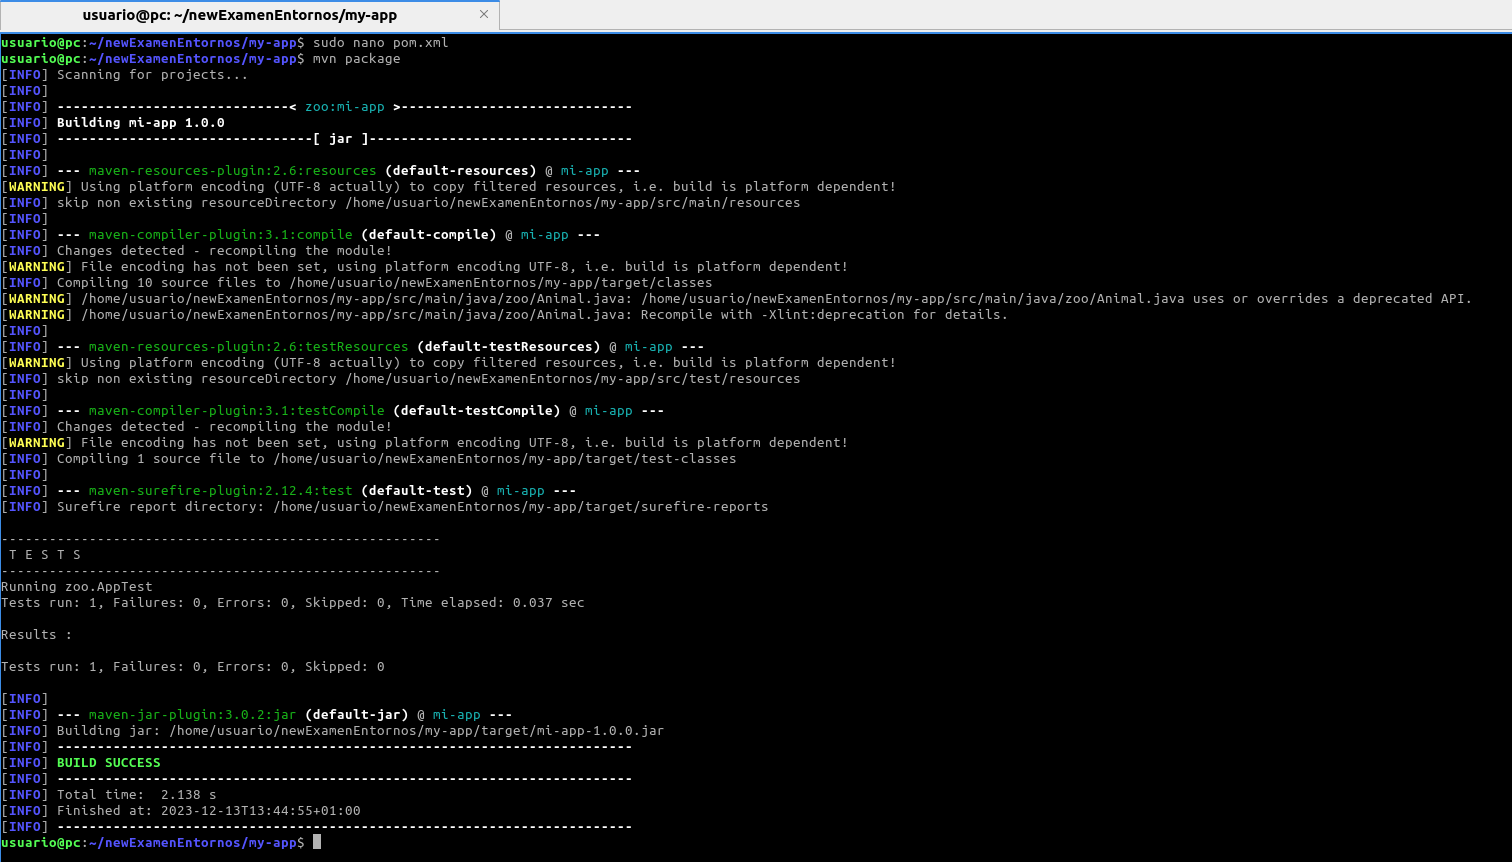 usuario@pc: ~/newExamenEntornos/my-app ×
usuario@pc:~/newExamenEntornos/my-app$ sudo nano pom.xml
usuario@pc:~/newExamenEntornos/my-app$ mvn package
[INFO] Scanning for projects...
[INFO]
[INFO] -----------------------------< zoo:mi-app >-----------------------------
[INFO] Building mi-app 1.0.0
[INFO] --------------------------------[ jar ]---------------------------------
[INFO]
[INFO] --- maven-resources-plugin:2.6:resources (default-resources) @ mi-app ---
[WARNING] Using platform encoding (UTF-8 actually) to copy filtered resources, i.e. build is platform dependent!
[INFO] skip non existing resourceDirectory /home/usuario/newExamenEntornos/my-app/src/main/resources
[INFO]
[INFO] --- maven-compiler-plugin:3.1:compile (default-compile) @ mi-app ---
[INFO] Changes detected - recompiling the module!
[WARNING] File encoding has not been set, using platform encoding UTF-8, i.e. build is platform dependent!
[INFO] Compiling 10 source files to /home/usuario/newExamenEntornos/my-app/target/classes
[WARNING] /home/usuario/newExamenEntornos/my-app/src/main/java/zoo/Animal.java: /home/usuario/newExamenEntornos/my-app/src/main/java/zoo/Animal.java uses or overrides a deprecated API.
[WARNING] /home/usuario/newExamenEntornos/my-app/src/main/java/zoo/Animal.java: Recompile with -Xlint:deprecation for details.
[INFO]
[INFO] --- maven-resources-plugin:2.6:testResources (default-testResources) @ mi-app ---
[WARNING] Using platform encoding (UTF-8 actually) to copy filtered resources, i.e. build is platform dependent!
[INFO] skip non existing resourceDirectory /home/usuario/newExamenEntornos/my-app/src/test/resources
[INFO]
[INFO] --- maven-compiler-plugin:3.1:testCompile (default-testCompile) @ mi-app ---
[INFO] Changes detected - recompiling the module!
[WARNING] File encoding has not been set, using platform encoding UTF-8, i.e. build is platform dependent!
[INFO] Compiling 1 source file to /home/usuario/newExamenEntornos/my-app/target/test-classes
[INFO]
[INFO] --- maven-surefire-plugin:2.12.4:test (default-test) @ mi-app ---
[INFO] Surefire report directory: /home/usuario/newExamenEntornos/my-app/target/surefire-reports
-------------------------------------------------------
T E S T S
-------------------------------------------------------
Running zoo.AppTest
Tests run: 1, Failures: 0, Errors: 0, Skipped: 0, Time elapsed: 0.037 sec
Results :
Tests run: 1, Failures: 0, Errors: 0, Skipped: 0
[INFO]
[INFO] --- maven-jar-plugin:3.0.2:jar (default-jar) @ mi-app ---
[INFO] Building jar: /home/usuario/newExamenEntornos/my-app/target/mi-app-1.0.0.jar
[INFO] ------------------------------------------------------------------------
[INFO] BUILD SUCCESS
[INFO] ------------------------------------------------------------------------
[INFO] Total time:  2.138 s
[INFO] Finished at: 2023-12-13T13:44:55+01:00
[INFO] ------------------------------------------------------------------------
usuario@pc:~/newExamenEntornos/my-app$